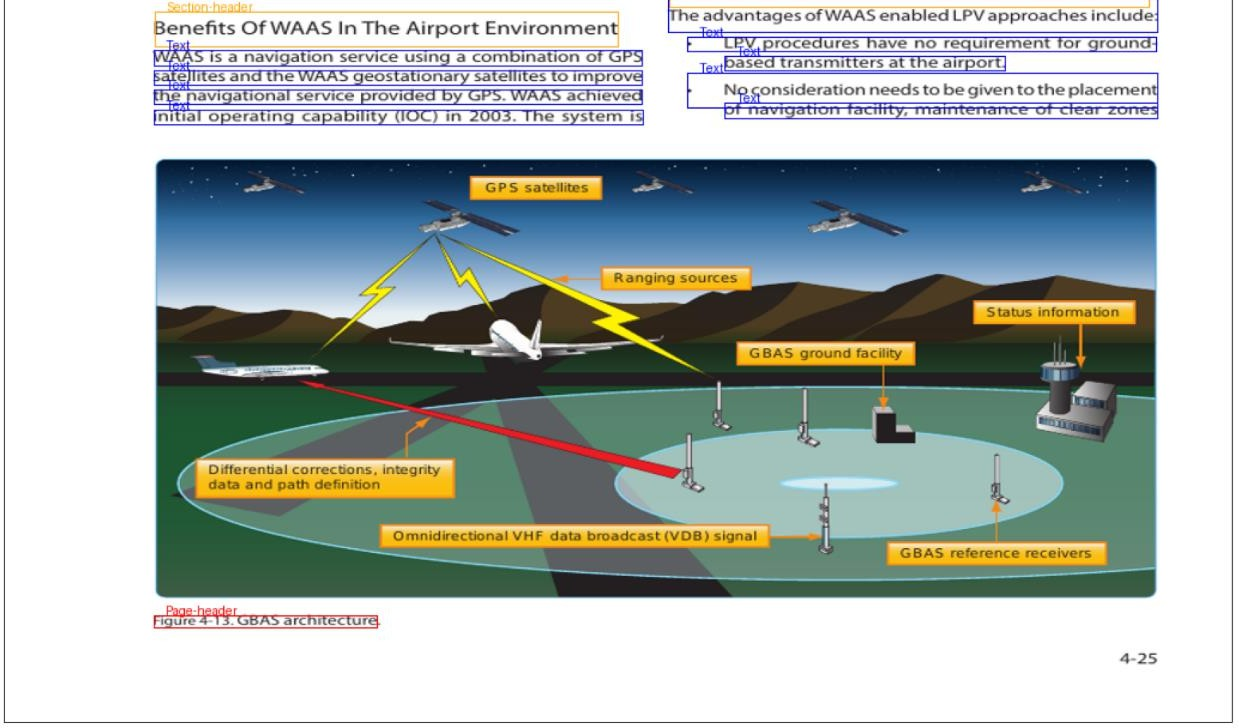 Section-header
Benefits Of WAAS In The Airport Environment
Text
WAAS is a navigation service using a combination of GPS
Text
satellites and the WAAS geostationary satellites to improve
Text
the navigational service provided by GPS. WAAS achieved
Text
initial operating capability (IOC) in 2003. The system is
The advantages of WAAS enabled LPV approaches include:
Text
• LPV procedures have no requirement for ground-
Text
based transmitters at the airport.
Text
• No consideration needs to be given to the placement
Text
of navigation facility, maintenance of clear zones
GPS satellites
Ranging sources
Status information
GBAS ground facility
Differential corrections, integrity
data and path definition
Omnidirectional VHF data broadcast (VDB) signal
GBAS reference receivers
Page-header
Figure 4-13. GBAS architecture.
4-25